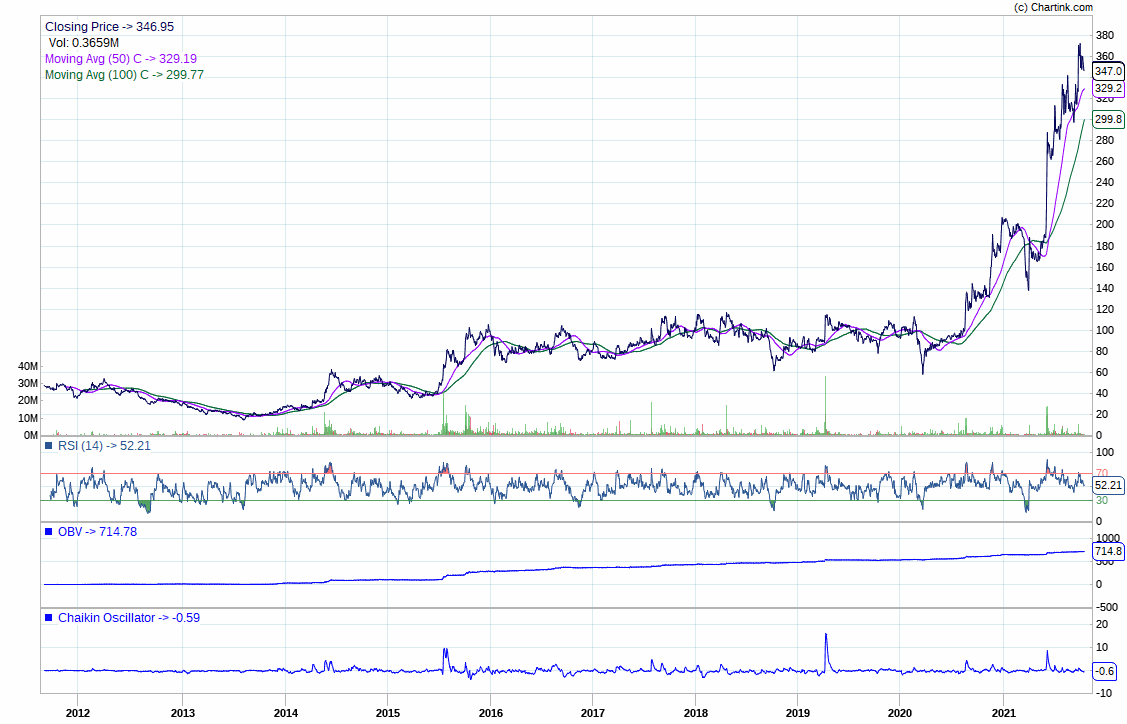 (c) Chartink.com
Closing Price -> 346.95
Vol: 0.3659M
Moving Avg (50) C -> 329.19
Moving Avg (100) C -> 299.77
380
360
347.0
329.2
320
299.8
280
260
240
220
200
180
160
140
120
100
80
60
40
20
0
40M
30M
20M
10M
0M
RSI (14) -> 52.21
100
70
52.21
30
0
OBV -> 714.78
1000
714.8
500
0
-500
Chaikin Oscillator -> -0.59
20
10
-0.6
-10
2012 2013 2014 2015 2016 2017 2018 2019 2020 2021